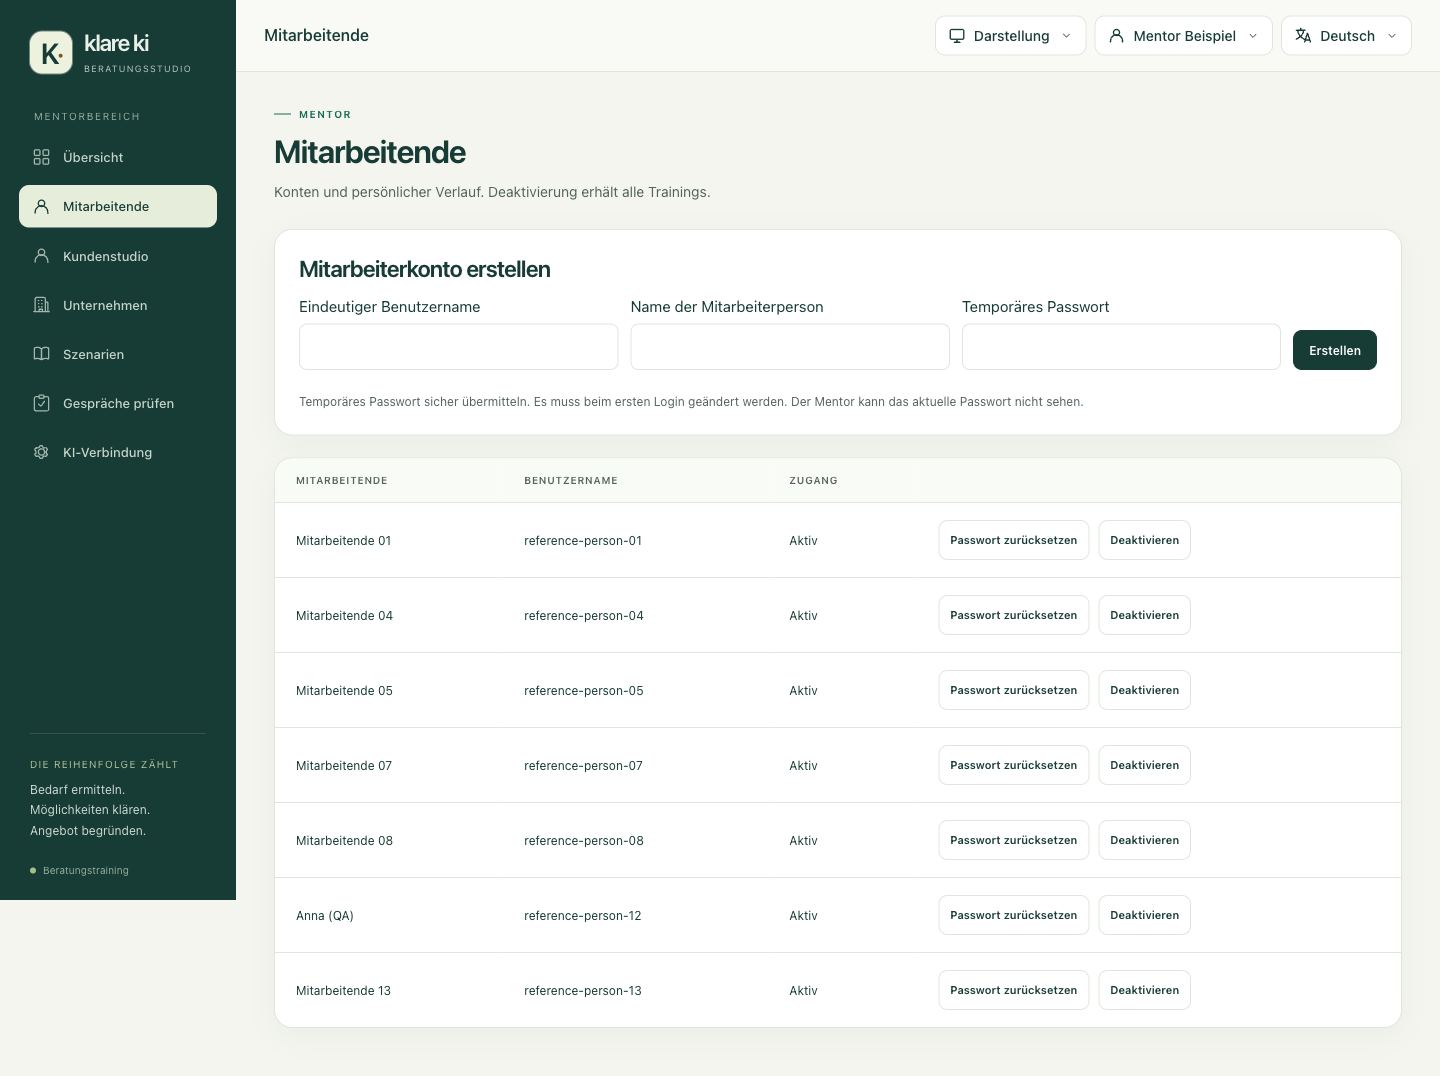 K
klare ki
BERATUNGSSTUDIO
MENTORBEREICH
Übersicht
Mitarbeitende
Kundenstudio
Unternehmen
Szenarien
Gespräche prüfen
KI-Verbindung
DIE REIHENFOLGE ZÄHLT
Bedarf ermitteln.
Möglichkeiten klären.
Angebot begründen.
Beratungstraining
Mitarbeitende
Darstellung
Mentor Beispiel
Deutsch
MENTOR
Mitarbeitende
Konten und persönlicher Verlauf. Deaktivierung erhält alle Trainings.
Mitarbeiterkonto erstellen
Eindeutiger Benutzername
Name der Mitarbeiterperson
Temporäres Passwort
Erstellen
Temporäres Passwort sicher übermitteln. Es muss beim ersten Login geändert werden. Der Mentor kann das aktuelle Passwort nicht sehen.
MITARBEITENDE BENUTZERNAME ZUGANG
Mitarbeitende 01 reference-person-01 Aktiv Passwort zurücksetzen Deaktivieren
Mitarbeitende 04 reference-person-04 Aktiv Passwort zurücksetzen Deaktivieren
Mitarbeitende 05 reference-person-05 Aktiv Passwort zurücksetzen Deaktivieren
Mitarbeitende 07 reference-person-07 Aktiv Passwort zurücksetzen Deaktivieren
Mitarbeitende 08 reference-person-08 Aktiv Passwort zurücksetzen Deaktivieren
Anna (QA) reference-person-12 Aktiv Passwort zurücksetzen Deaktivieren
Mitarbeitende 13 reference-person-13 Aktiv Passwort zurücksetzen Deaktivieren